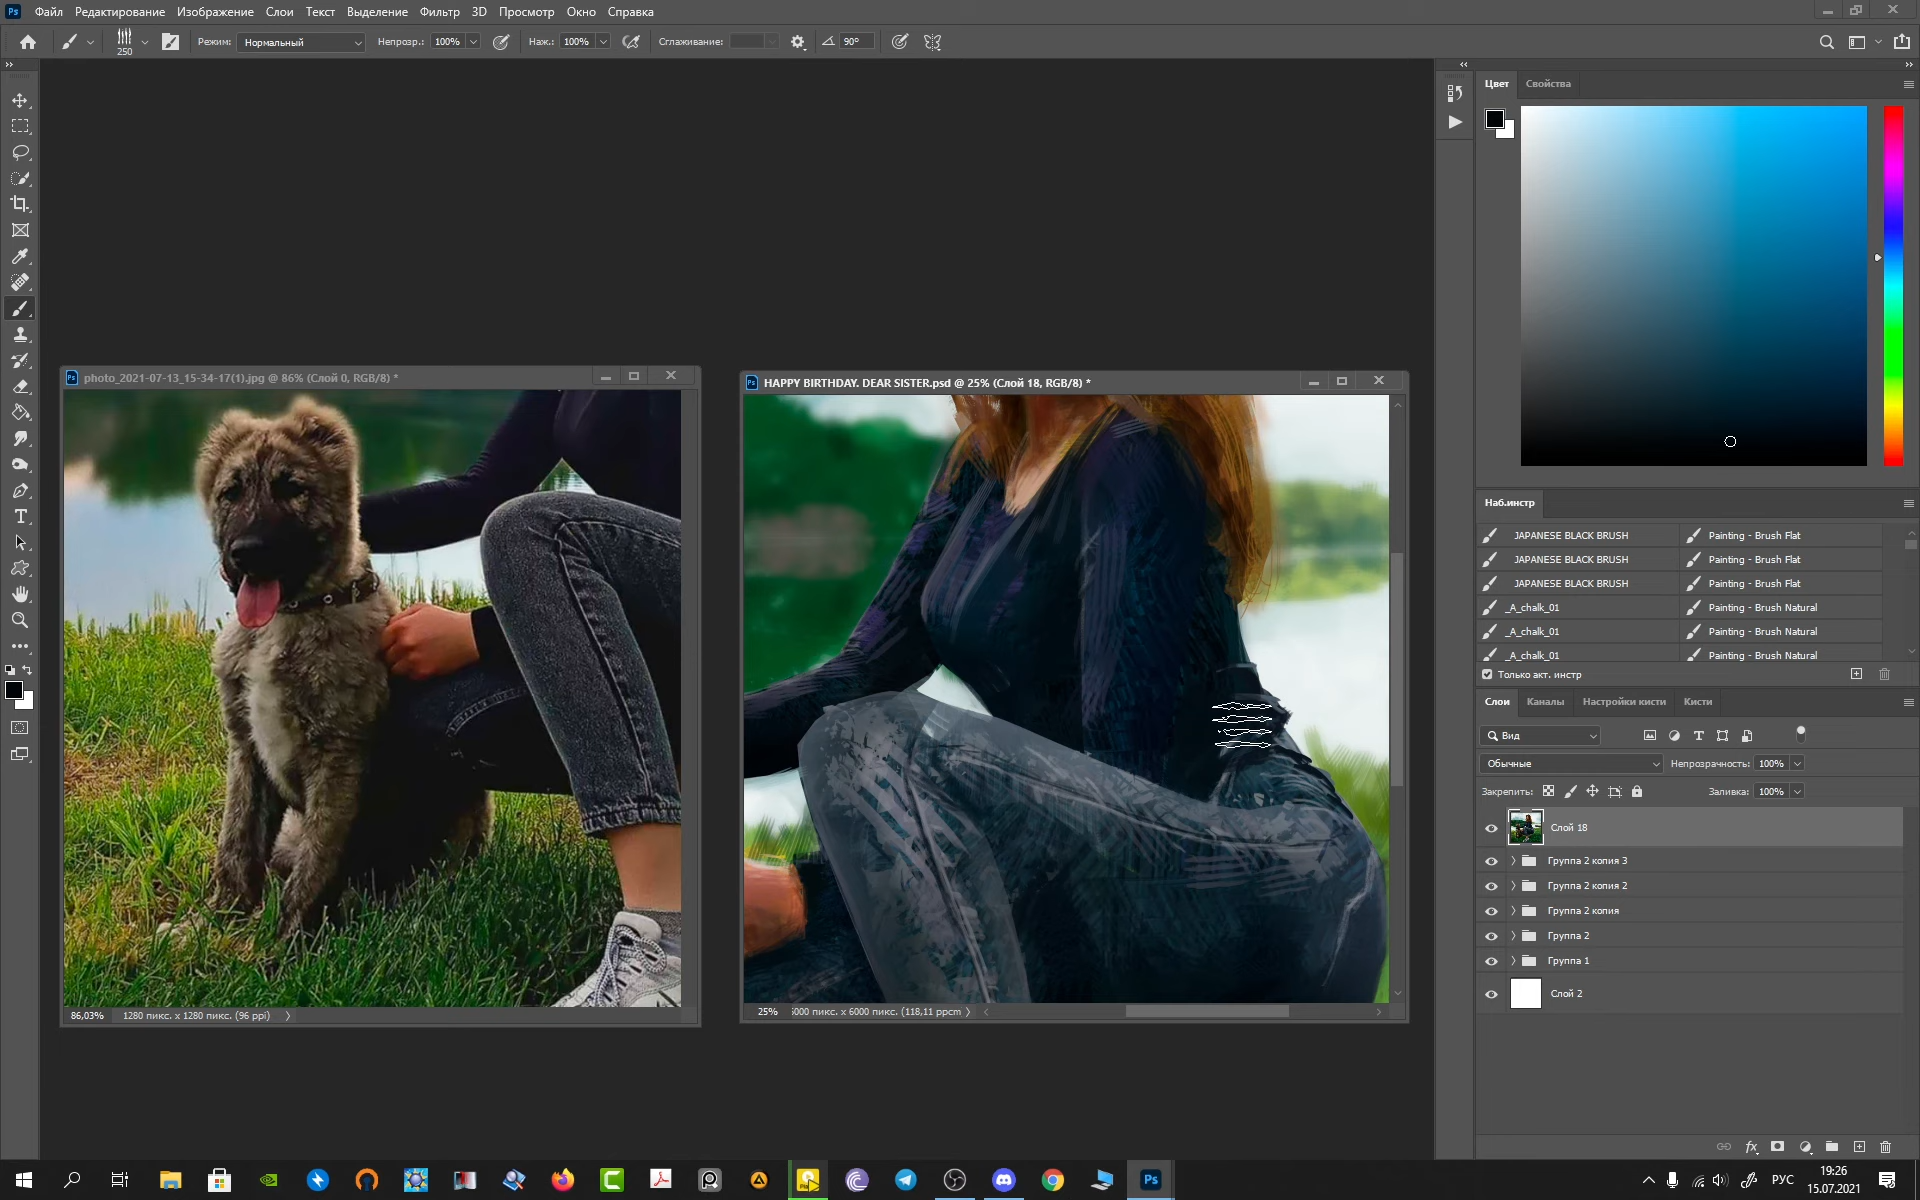 Ps Файл Редактирование Изображение Слои Текст Выделение Фильтр 3D Просмотр Окно Справка
250 Режим: Нормальный Непрозр.: 100% Наж.: 100% Сглаживание: 90°
Цвет Свойства
photo_2021-07-13_15-34-17(1).jpg @ 86% (Слой 0, RGB/8) *
HAPPY BIRTHDAY. DEAR SISTER.psd @ 25% (Слой 18, RGB/8) *
86,03% 1280 пикс. x 1280 пикс. (96 ppi)
25% 5000 пикс. x 6000 пикс. (118,11 ppcm
Наб.инстр
JAPANESE BLACK BRUSH Painting - Brush Flat
JAPANESE BLACK BRUSH Painting - Brush Flat
JAPANESE BLACK BRUSH Painting - Brush Flat
_A_chalk_01 Painting - Brush Natural
_A_chalk_01 Painting - Brush Natural
_A_chalk_01 Painting - Brush Natural
Только акт. инстр
Слои Каналы Настройки кисти Кисти
Вид
Обычные Непрозрачность: 100%
Закрепить: Заливка: 100%
Слой 18
Группа 2 копия 3
Группа 2 копия 2
Группа 2 копия
Группа 2
Группа 1
Слой 2
fx
Ps РУС 19:26
15.07.2021